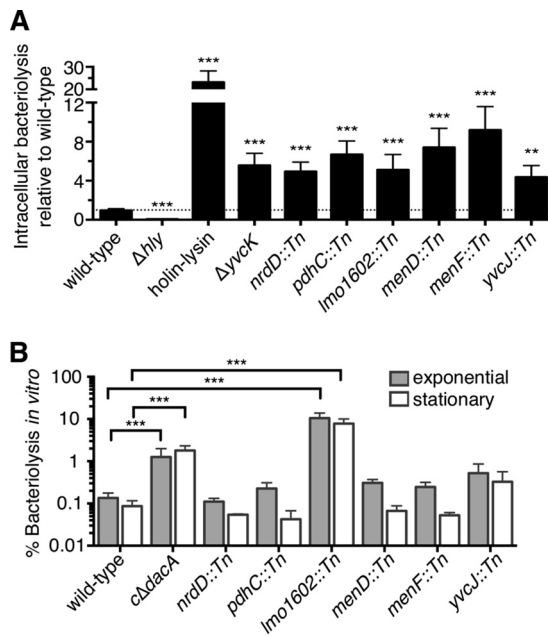 A
Intracellular bacteriolysis
relative to wild-type
30
20
12
8
4
0
***
***
***
***
***
***
***
***
**
wild-type
Δhly
holin-lysin
ΔyvcK
nrdD::Tn
pdhC::Tn
lmo1602::Tn
menD::Tn
menF::Tn
yvcJ::Tn
B
% Bacteriolysis in vitro
100
10
1
0.1
0.01
***
***
***
***
exponential
stationary
wild-type
cΔdacA
nrdD::Tn
pdhC::Tn
lmo1602::Tn
menD::Tn
menF::Tn
yvcJ::Tn